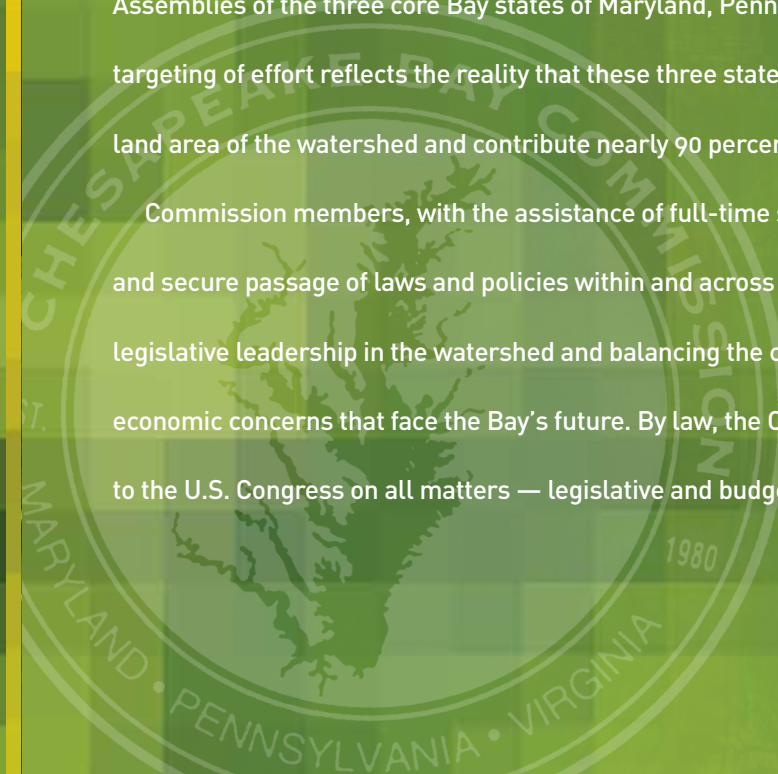 Assemblies of the three core Bay states of Maryland, Penn
targeting of effort reflects the reality that these three state
land area of the watershed and contribute nearly 90 percen
Commission members, with the assistance of full-time
and secure passage of laws and policies within and across
legislative leadership in the watershed and balancing the
economic concerns that face the Bay’s future. By law, the C
to the U.S. Congress on all matters — legislative and budge
CHESAPEAKE BAY COMMISSION
ST.
1980
MARYLAND • PENNSYLVANIA • VIRGINIA